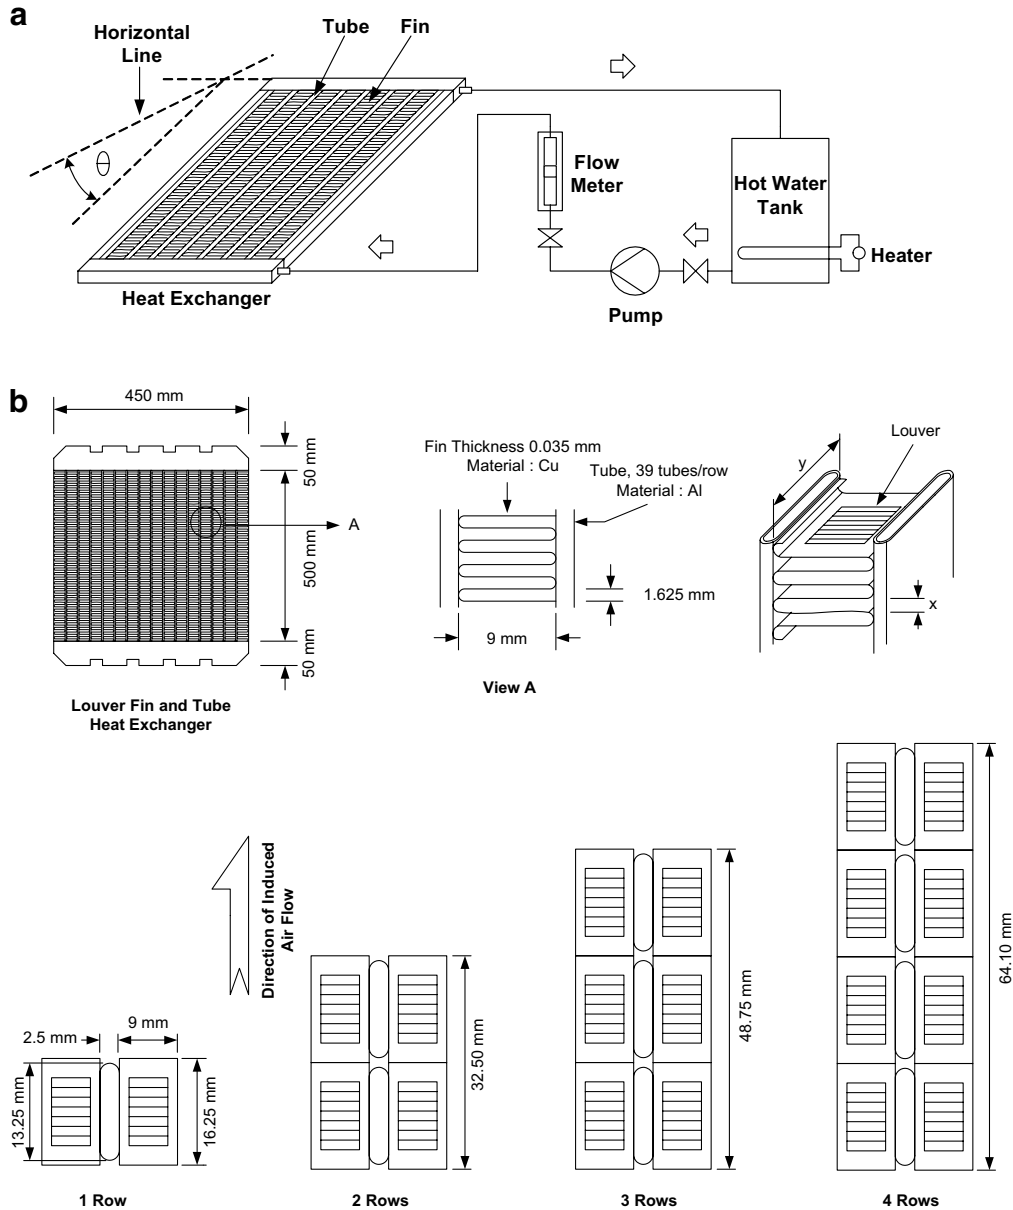 a
Horizontal
Line
Tube
Fin
θ
Flow
Meter
Hot Water
Tank
Heater
Heat Exchanger
Pump
b
450 mm
50 mm
500 mm
50 mm
A
Louver Fin and Tube
Heat Exchanger
Fin Thickness 0.035 mm
Material : Cu
Tube, 39 tubes/row
Material : Al
1.625 mm
9 mm
View A
Louver
y
x
Direction of Induced
Air Flow
2.5 mm
9 mm
13.25 mm
16.25 mm
1 Row
32.50 mm
2 Rows
48.75 mm
3 Rows
64.10 mm
4 Rows